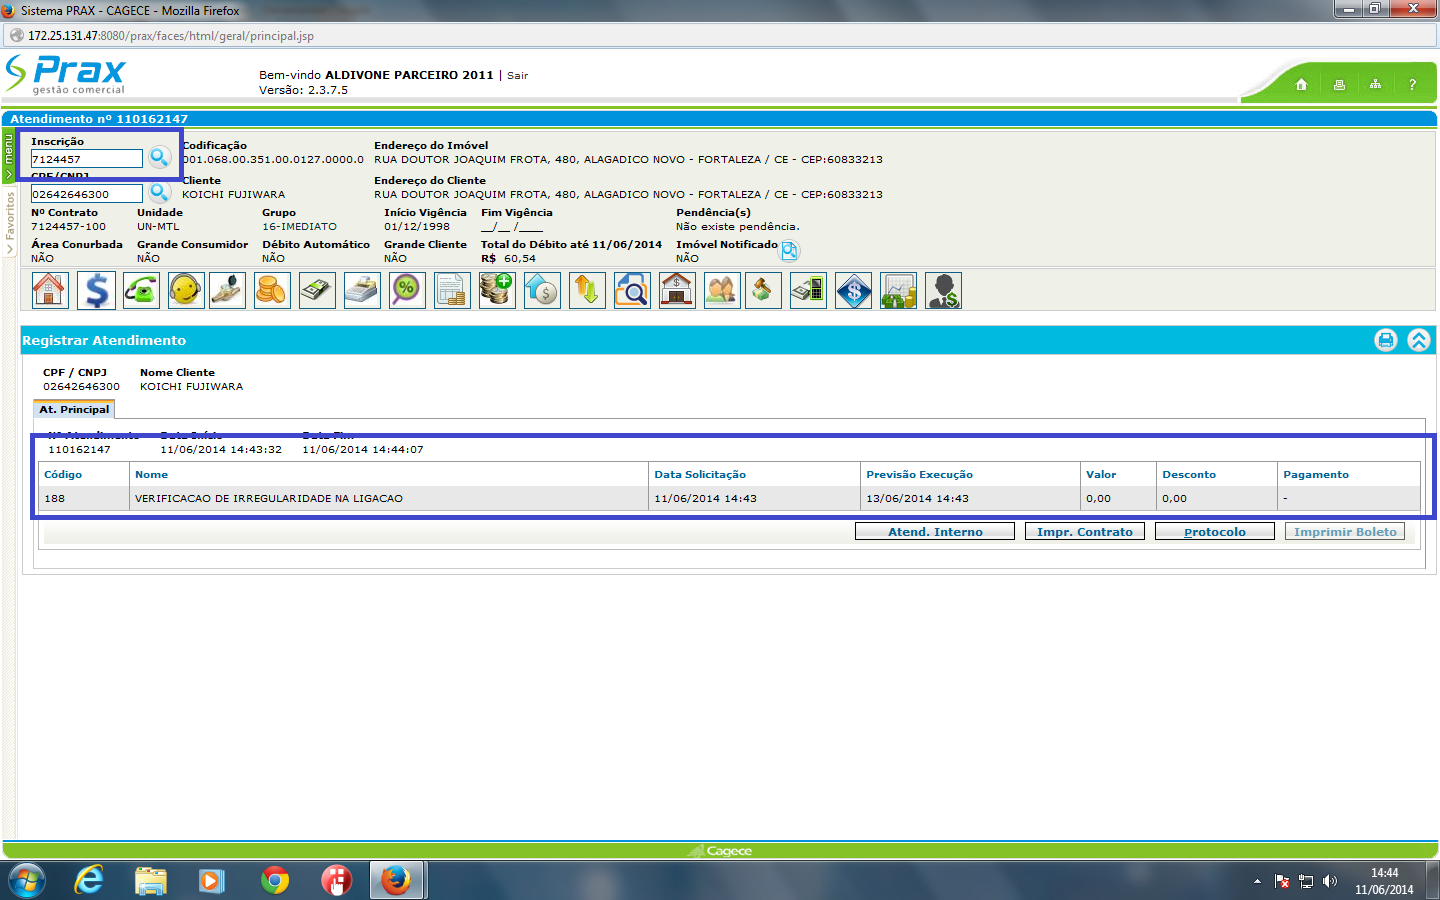 Sistema PRAX - CAGECE - Mozilla Firefox
172.25.131.47:8080/prax/faces/html/geral/principal.jsp
Prax
gestão comercial
Bem-vindo ALDIVONE PARCEIRO 2011 | Sair
Versão: 2.3.7.5
?
Atendimento nº 110162147
menu
Favoritos
Inscrição Codificação Endereço do Imóvel
7124457 001.068.00.351.00.0127.0000.0 RUA DOUTOR JOAQUIM FROTA, 480, ALAGADICO NOVO - FORTALEZA / CE - CEP:60833213
CPF/CNPJ Cliente Endereço do Cliente
02642646300 KOICHI FUJIWARA RUA DOUTOR JOAQUIM FROTA, 480, ALAGADICO NOVO - FORTALEZA / CE - CEP:60833213
Nº Contrato Unidade Grupo Início Vigência Fim Vigência Pendência(s)
7124457-100 UN-MTL 16-IMEDIATO 01/12/1998 __/__ /____ Não existe pendência.
Área Conurbada Grande Consumidor Débito Automático Grande Cliente Total do Débito até 11/06/2014 Imóvel Notificado
NÃO NÃO NÃO NÃO R$ 60,54 NÃO
Registrar Atendimento
CPF / CNPJ Nome Cliente
02642646300 KOICHI FUJIWARA
At. Principal
Nº Atendimento Data Início Data Fim
110162147 11/06/2014 14:43:32 11/06/2014 14:44:07
Código Nome Data Solicitação Previsão Execução Valor Desconto Pagamento
188 VERIFICACAO DE IRREGULARIDADE NA LIGACAO 11/06/2014 14:43 13/06/2014 14:43 0,00 0,00 -
Atend. Interno Impr. Contrato Protocolo Imprimir Boleto
Cagece
14:44
11/06/2014